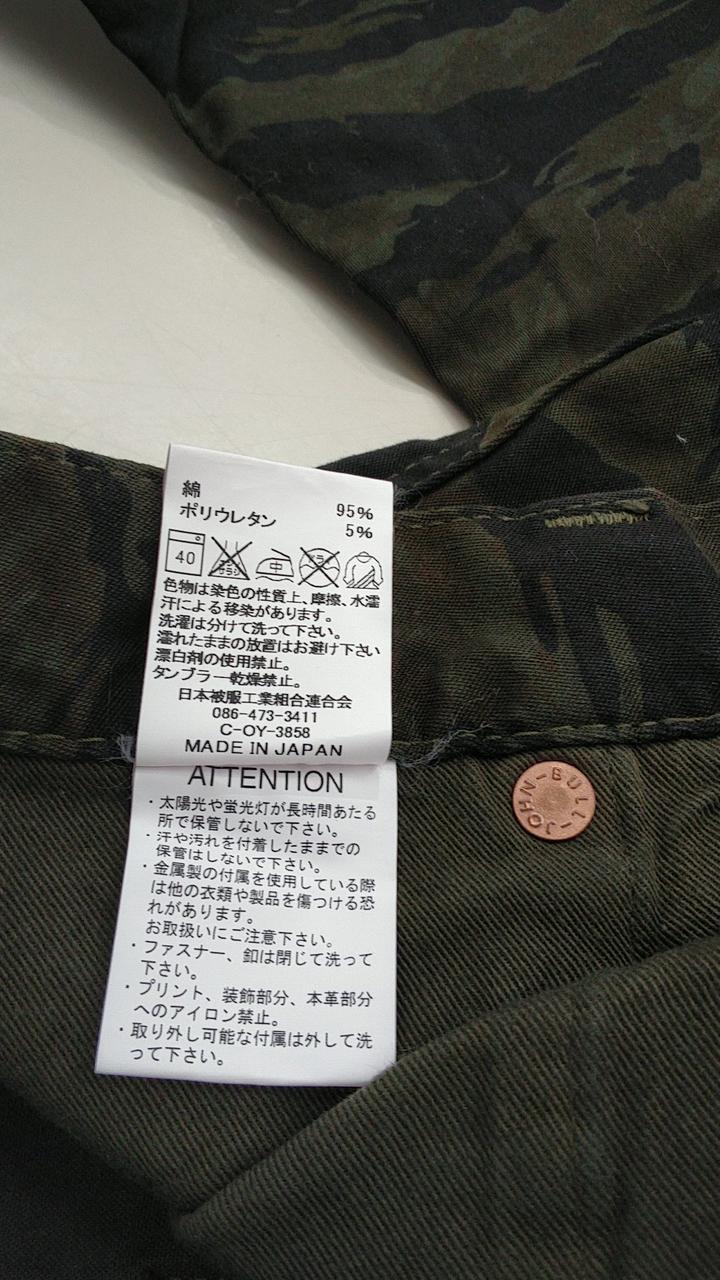 綿 95%
ポリウレタン 5%
40 エンソサラシ 中 ドライ
色物は染色の性質上、摩擦、水濡
汗による移染があります。
洗濯は分けて洗って下さい。
濡れたままの放置はお避け下さい
漂白剤の使用禁止。
タンブラー乾燥禁止。
日本被服工業組合連合会
086-473-3411
C-OY-3858
MADE IN JAPAN
ATTENTION
・太陽光や蛍光灯が長時間あたる
所で保管しないで下さい。
・汗や汚れを付着したままでの
保管はしないで下さい。
・金属製の付属を使用している際
は他の衣類や製品を傷つける恐
れがあります。
お取扱いにご注意下さい。
・ファスナー、釦は閉じて洗って
下さい。
・プリント、装飾部分、本革部分
へのアイロン禁止。
・取り外し可能な付属は外して洗
って下さい。
JOHN-BULL-